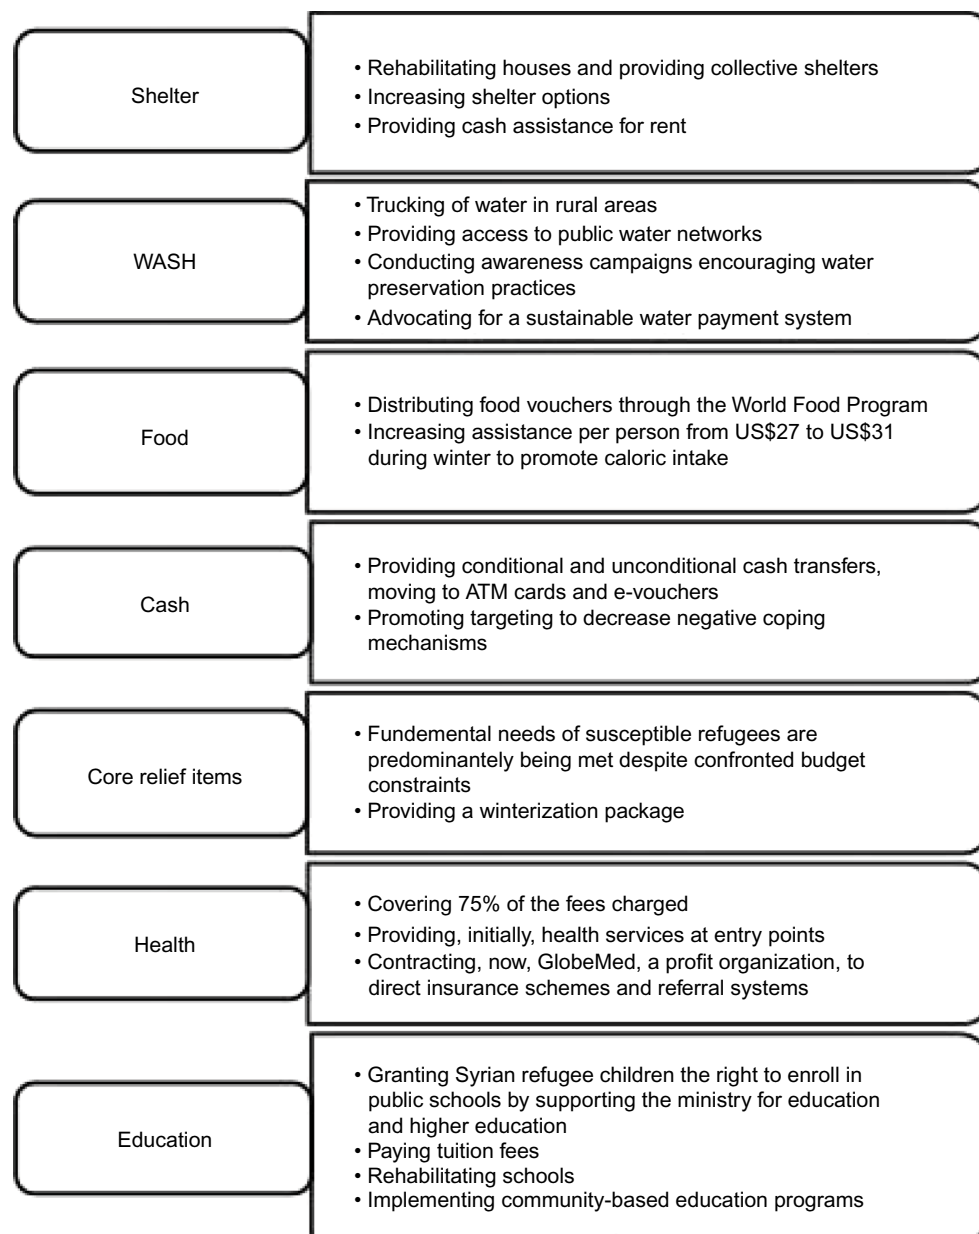 Shelter
• Rehabilitating houses and providing collective shelters
• Increasing shelter options
• Providing cash assistance for rent
WASH
• Trucking of water in rural areas
• Providing access to public water networks
• Conducting awareness campaigns encouraging water
preservation practices
• Advocating for a sustainable water payment system
Food
• Distributing food vouchers through the World Food Program
• Increasing assistance per person from US$27 to US$31
during winter to promote caloric intake
Cash
• Providing conditional and unconditional cash transfers,
moving to ATM cards and e-vouchers
• Promoting targeting to decrease negative coping
mechanisms
Core relief items
• Fundemental needs of susceptible refugees are
predominantely being met despite confronted budget
constraints
• Providing a winterization package
Health
• Covering 75% of the fees charged
• Providing, initially, health services at entry points
• Contracting, now, GlobeMed, a profit organization, to
direct insurance schemes and referral systems
Education
• Granting Syrian refugee children the right to enroll in
public schools by supporting the ministry for education
and higher education
• Paying tuition fees
• Rehabilitating schools
• Implementing community-based education programs